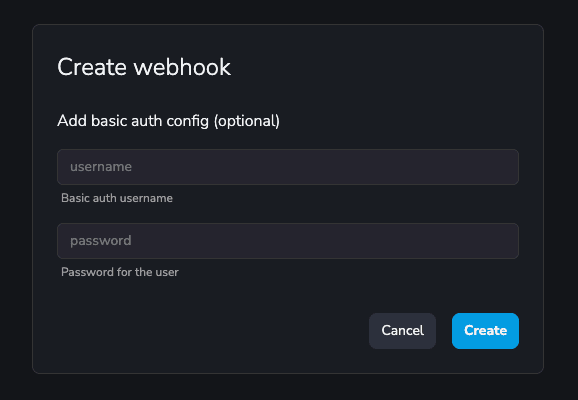 Create webhook
Add basic auth config (optional)
username
Basic auth username
password
Password for the user
Cancel Create